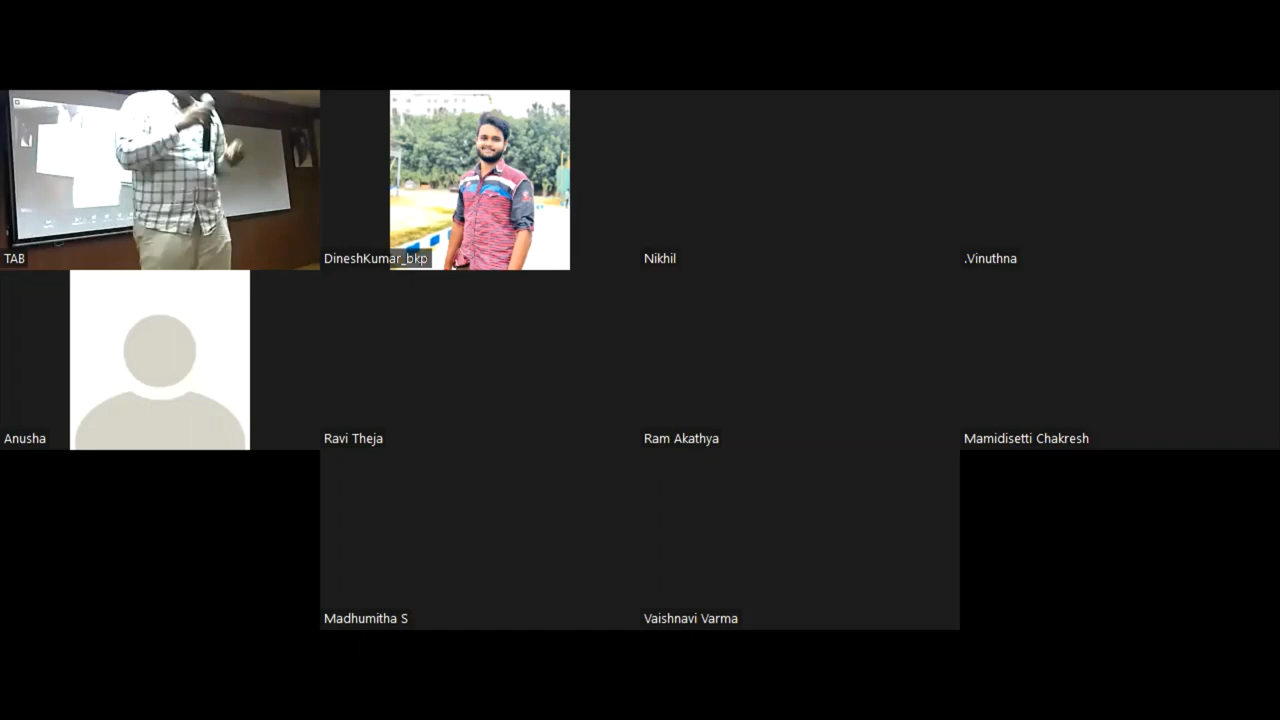 TAB
DineshKumar_bkp
Nikhil
.Vinuthna
Anusha
Ravi Theja
Ram Akathya
Mamidisetti Chakresh
Madhumitha S
Vaishnavi Varma